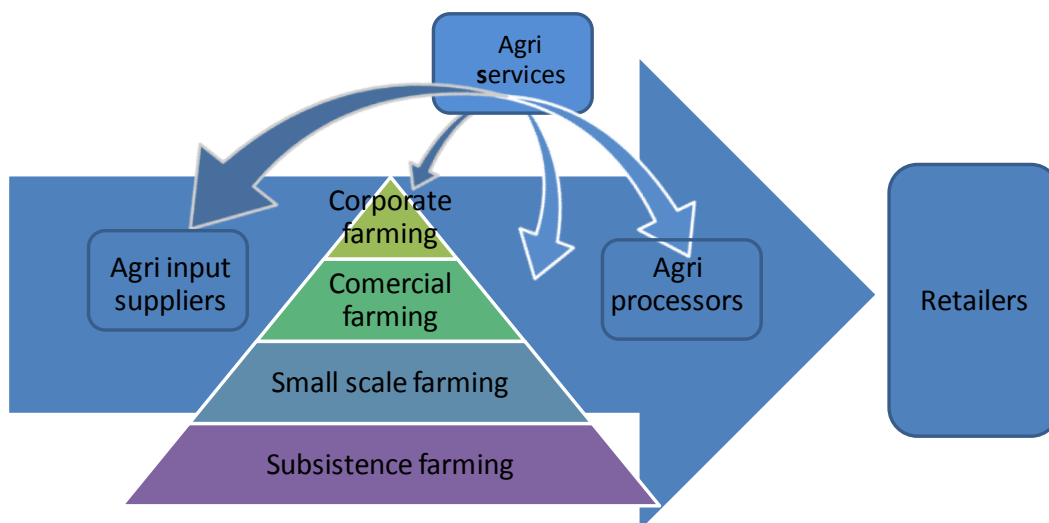 Agri
services
Corporate
farming
Agri input
suppliers
Comercial
farming
Agri
processors
Retailers
Small scale farming
Subsistence farming